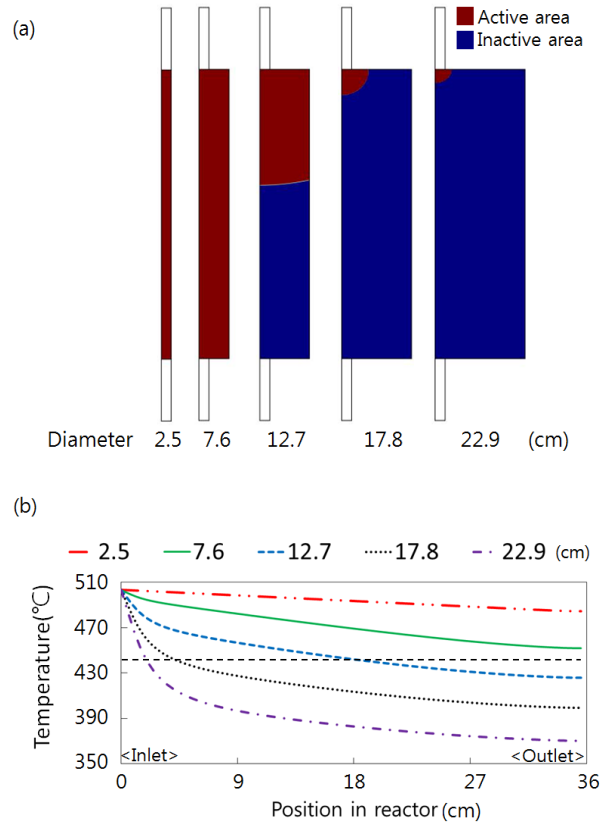 (a)
Active area
Inactive area
Diameter 2.5 7.6 12.7 17.8 22.9 (cm)
(b)
2.5 7.6 12.7 17.8 22.9 (cm)
510
470
430
390
350
Temperature(℃)
<Inlet> <Outlet>
0 9 18 27 36
Position in reactor(cm)